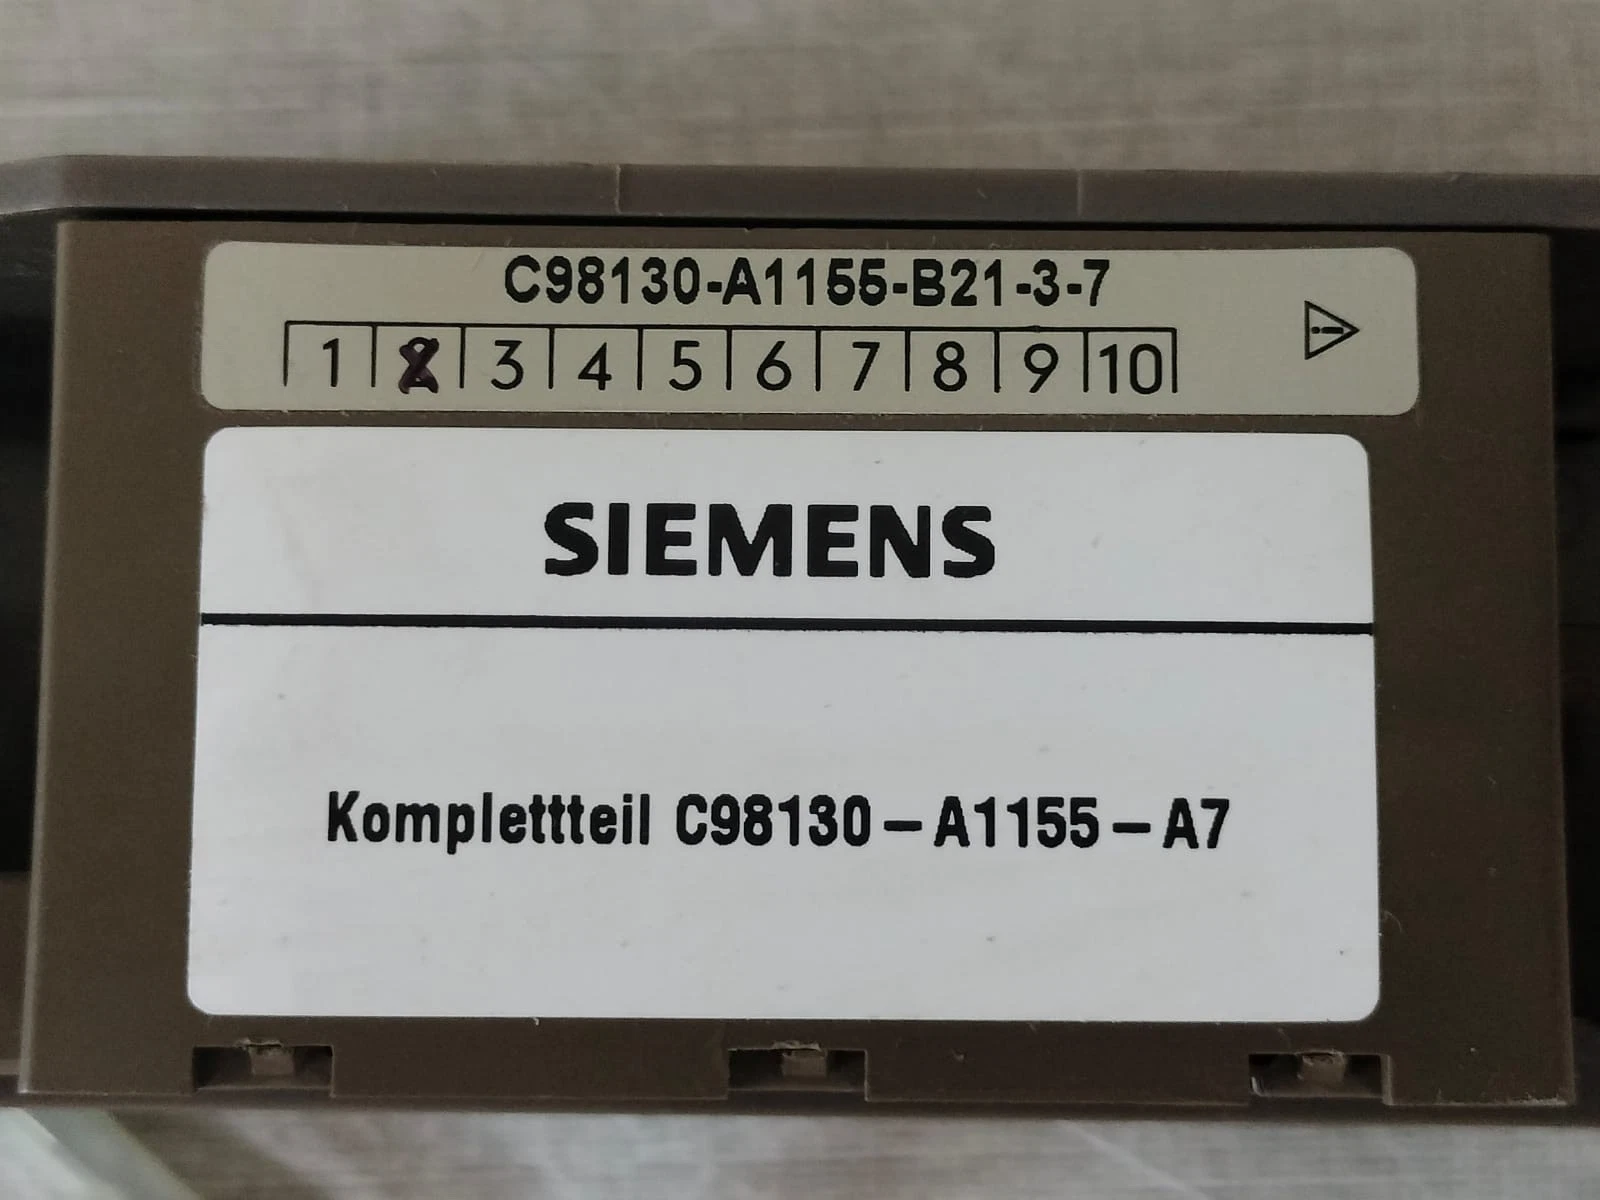 C98130-A1155-B21-3-7
1 2 3 4 5 6 7 8 9 10
SIEMENS
Komplettteil C98130-A1155-A7